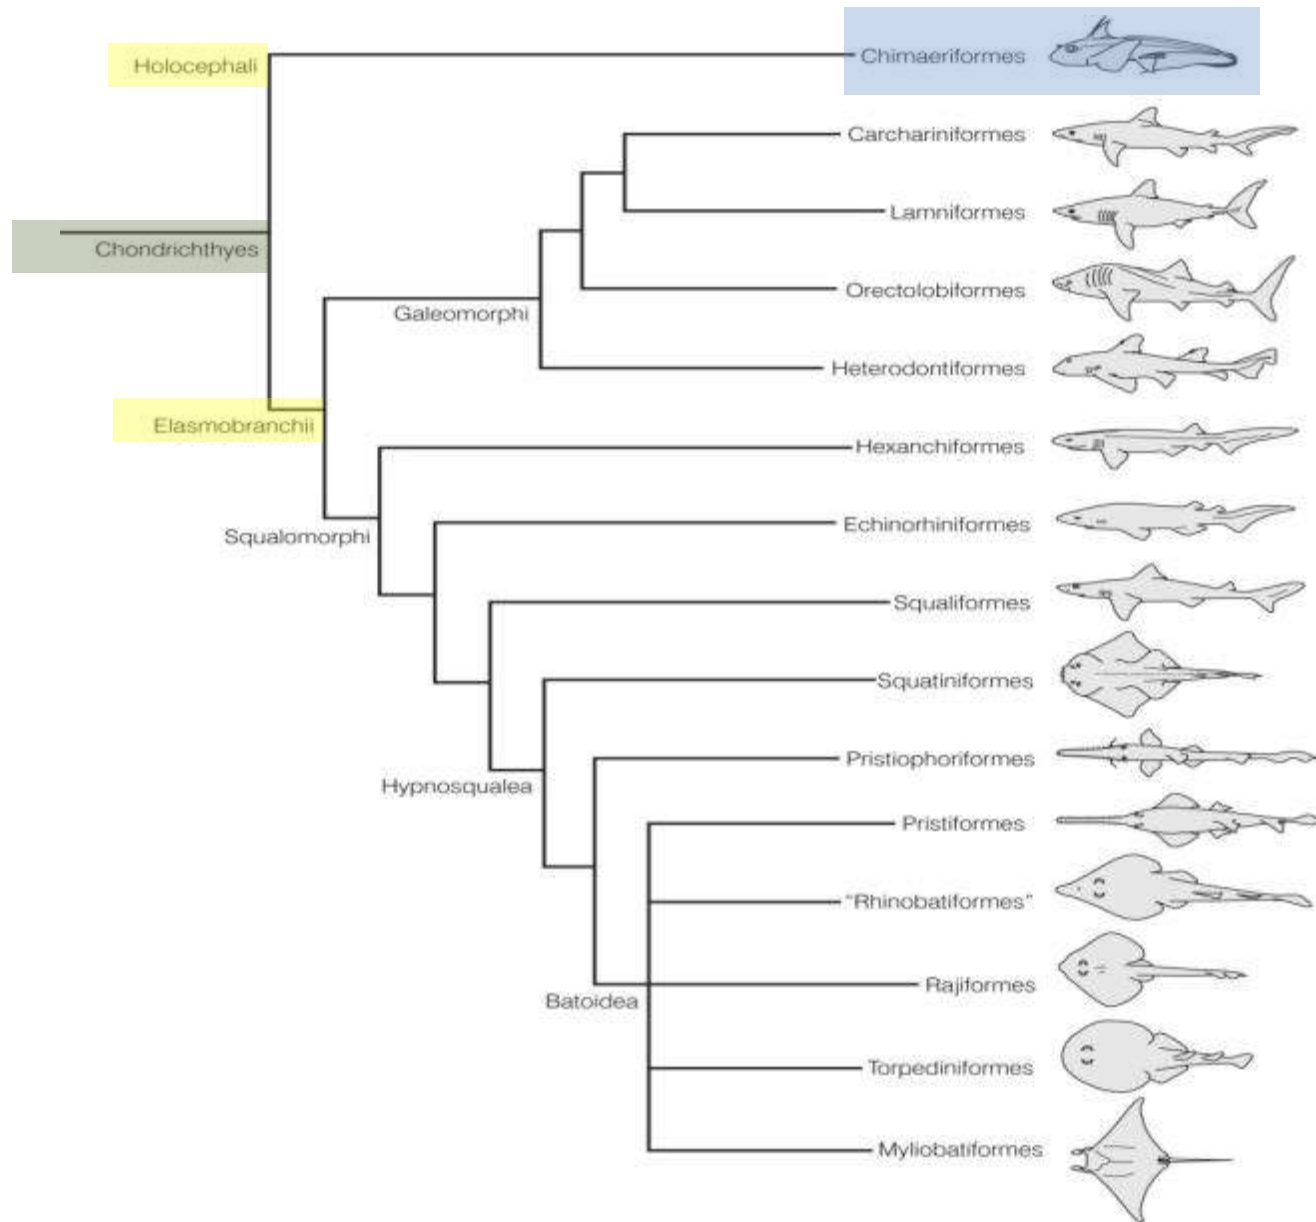 Holocephali
Chimaeriformes
Carchariniformes
Lamniformes
Chondrichthyes
Orectolobiformes
Galeomorphi
Heterodontiformes
Elasmobranchii
Hexanchiformes
Squalomorphi
Echinorhiniformes
Squaliformes
Squatiniformes
Hypnosqualea
Pristiophoriformes
Pristiformes
“Rhinobatiformes”
Batoidea
Rajiformes
Torpediniformes
Myliobatiformes